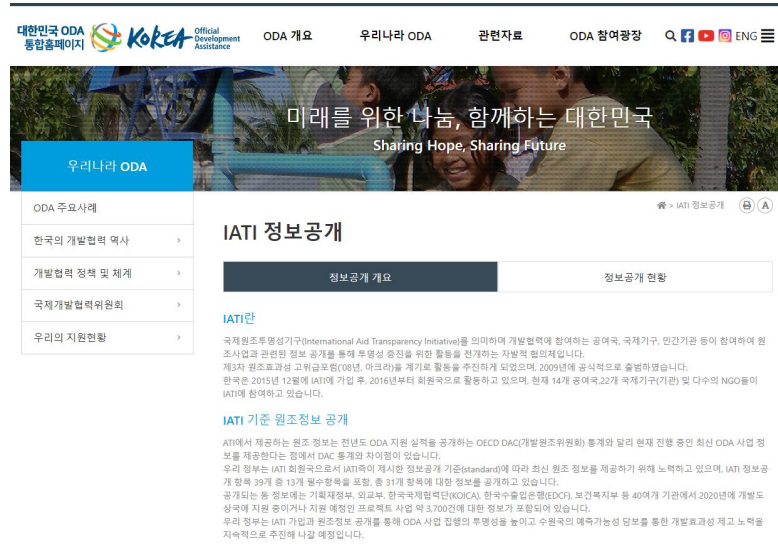 대한민국 ODA
통합홈페이지
KOREA
Official
Development
Assistance
ODA 개요
우리나라 ODA
관련자료
ODA 참여광장
ENG
미래를 위한 나눔, 함께하는 대한민국
Sharing Hope, Sharing Future
우리나라 ODA
ODA 주요사례
한국의 개발협력 역사
개발협력 정책 및 체계
국제개발협력위원회
우리의 지원현황
> IATI 정보공개
A
IATI 정보공개
정보공개 개요
정보공개 현황
IATI란
국제원조투명성기구(International Aid Transparency Initiative)를 의미하며 개발협력에 참여하는 공여국, 국제기구, 민간기관 등이 참여하여 원
조사업과 관련된 정보 공개를 통해 투명성 증진을 위한 활동을 전개하는 자발적 협의체입니다.
제3차 원조효과성 고위급포럼('08년, 아크라)을 계기로 활동을 추진하게 되었으며, 2009년에 공식적으로 출범하였습니다.
한국은 2015년 12월에 IATI에 가입 후, 2016년부터 회원국으로 활동하고 있으며, 현재 14개 공여국,22개 국제기구(기관) 및 다수의 NGO들이
IATI에 참여하고 있습니다.
IATI 기준 원조정보 공개
ATI에서 제공하는 원조 정보는 전년도 ODA 지원 실적을 공개하는 OECD DAC(개발원조위원회) 통계와 달리 현재 진행 중인 최신 ODA 사업 정
보를 제공한다는 점에서 DAC 통계와 차이점이 있습니다.
우리 정부는 IATI 회원국으로서 IATI측이 제시한 정보공개 기준(standard)에 따라 최신 원조 정보를 제공하기 위해 노력하고 있으며, IATI 정보공
개 항목 39개 중 13개 필수항목을 포함, 총 31개 항목에 대한 정보를 공개하고 있습니다.
공개되는 동 정보에는 기획재정부, 외교부, 한국국제협력단(KOICA), 한국수출입은행(EDCF), 보건복지부 등 40여개 기관에서 2020년에 개발도
상국에 지원 중이거나 지원 예정인 프로젝트 사업 약 3,700건에 대한 정보가 포함되어 있습니다.
우리 정부는 IATI 가입과 원조정보 공개를 통해 ODA 사업 집행의 투명성을 높이고 수원국의 예측가능성 담보를 통한 개발효과성 제고 노력을
지속적으로 추진해 나갈 예정입니다.